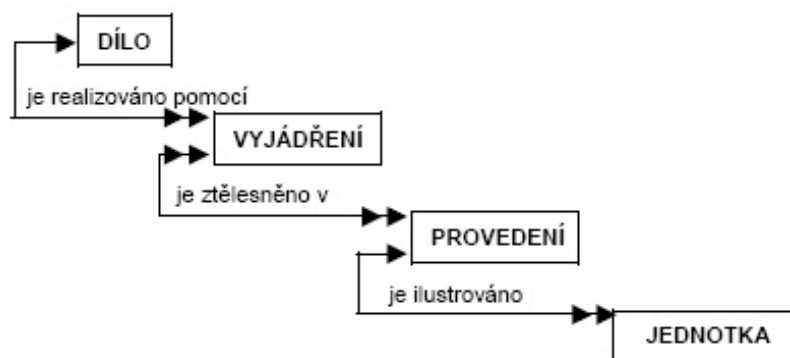 DÍLO
je realizováno pomocí
VYJÁDŘENÍ
je ztělesněno v
PROVEDENÍ
je ilustrováno
JEDNOTKA